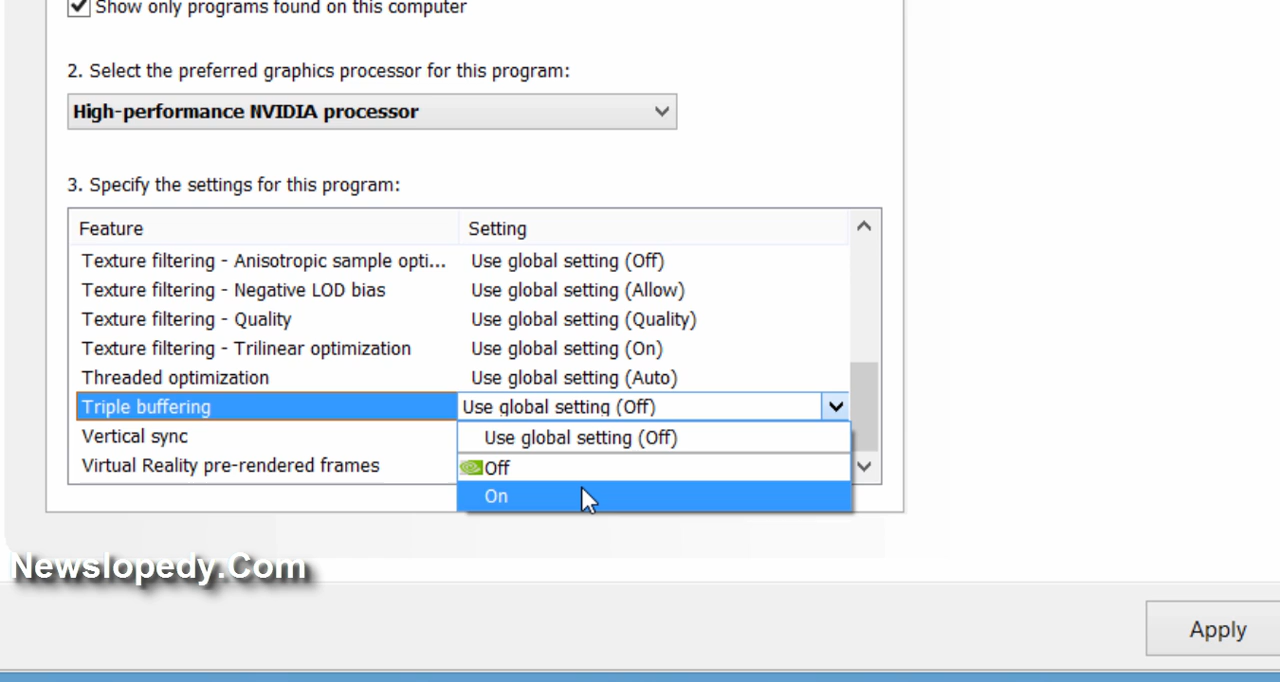 Show only programs found on this computer
2. Select the preferred graphics processor for this program:
High-performance NVIDIA processor
3. Specify the settings for this program:
Feature Setting
Texture filtering - Anisotropic sample opti... Use global setting (Off)
Texture filtering - Negative LOD bias Use global setting (Allow)
Texture filtering - Quality Use global setting (Quality)
Texture filtering - Trilinear optimization Use global setting (On)
Threaded optimization Use global setting (Auto)
Triple buffering Use global setting (Off)
Vertical sync Use global setting (Off)
Virtual Reality pre-rendered frames Off
On
Newslopedy.Com
Apply